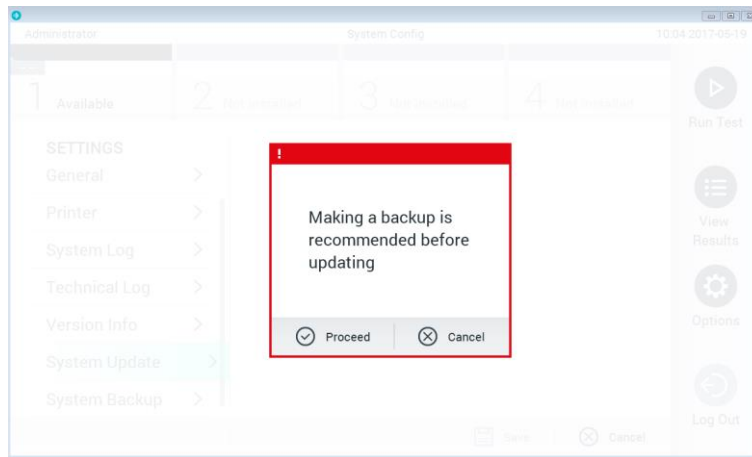 Administrator
System Config
10:04 2017-06-19
1 Available
2 Not installed
3 Not installed
4 Not installed
Run Test
SETTINGS
General
Printer
System Log
Technical Log
Version Info
System Update
System Backup
!
Making a backup is
recommended before
updating
Proceed
Cancel
View
Results
Options
Log Out
Save
Cancel